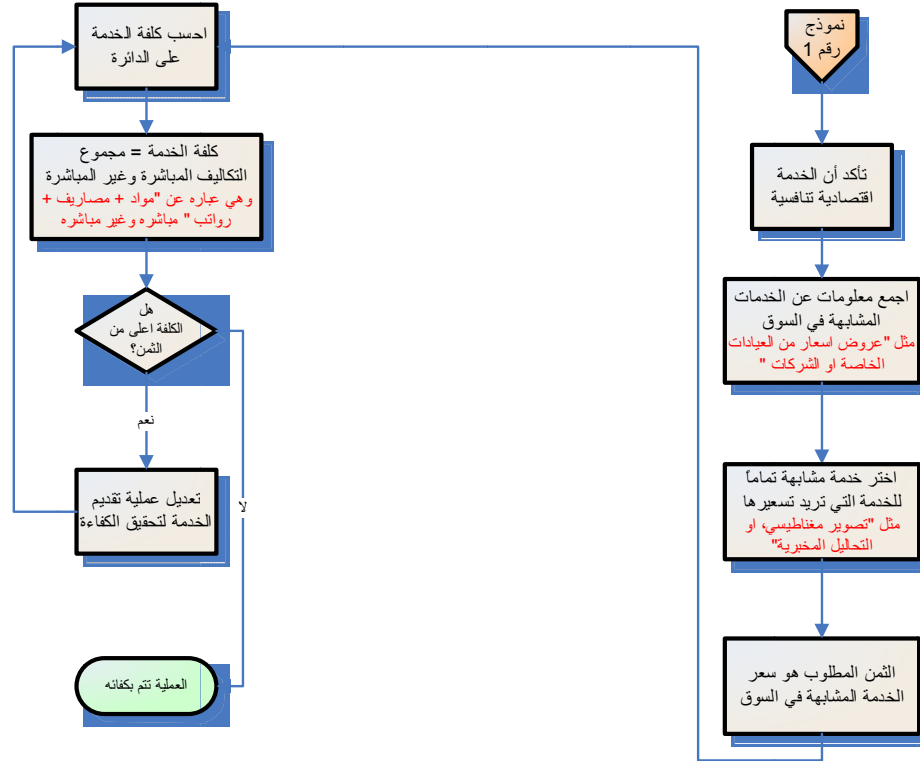 نموذج
رقم 1
تأكد أن الخدمة
اقتصادية تنافسية
اجمع معلومات عن الخدمات
المشابهة في السوق
مثل "عروض اسعار من العيادات
الخاصة او الشركات "
اختر خدمة مشابهة تماماً
للخدمة التي تريد تسعيرها
مثل "تصوير مغناطيسي، او
التحاليل المخبرية"
الثمن المطلوب هو سعر
الخدمة المشابهة في السوق
احسب كلفة الخدمة
على الدائرة
كلفة الخدمة = مجموع
التكاليف المباشرة وغير المباشرة
وهي عباره عن "مواد + مصاريف +
رواتب " مباشره وغير مباشره
هل
الكلفة اعلى من
الثمن؟
نعم
لا
تعديل عملية تقديم
الخدمة لتحقيق الكفاءة
العملية تتم بكفائه